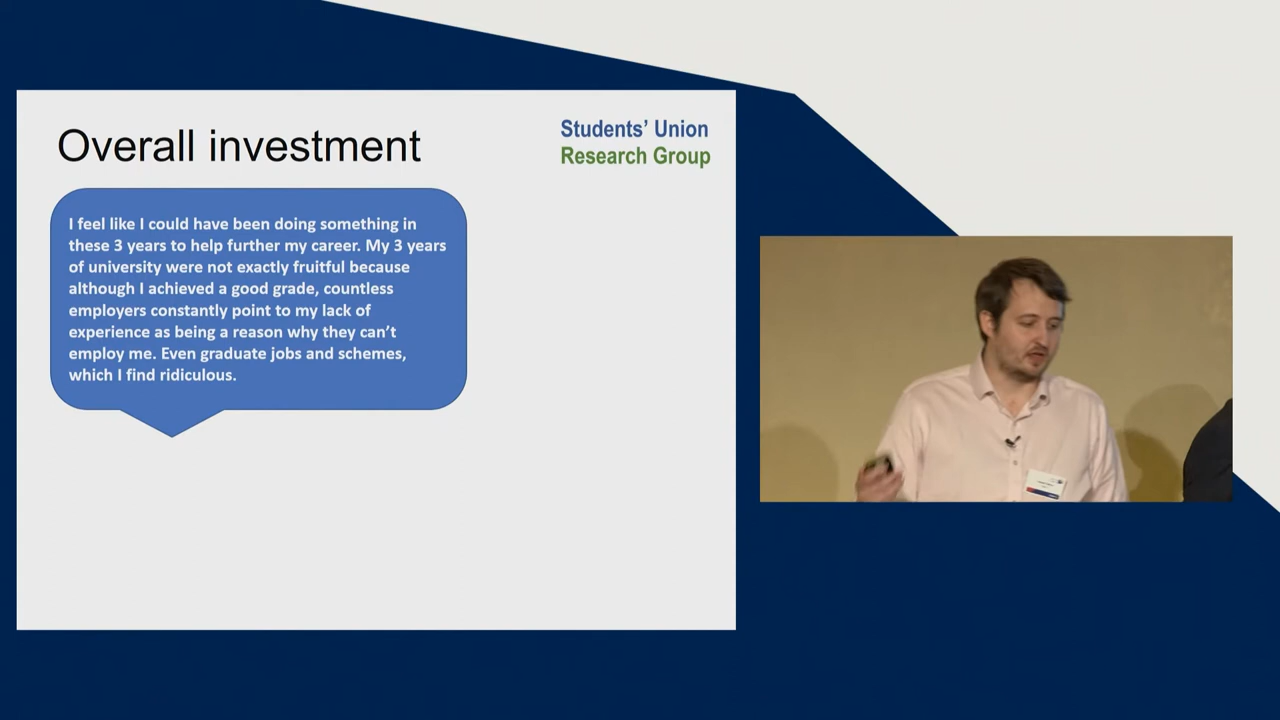 Overall investment
Students' Union
Research Group
I feel like I could have been doing something in
these 3 years to help further my career. My 3 years
of university were not exactly fruitful because
although I achieved a good grade, countless
employers constantly point to my lack of
experience as being a reason why they can't
employ me. Even graduate jobs and schemes,
which I find ridiculous.